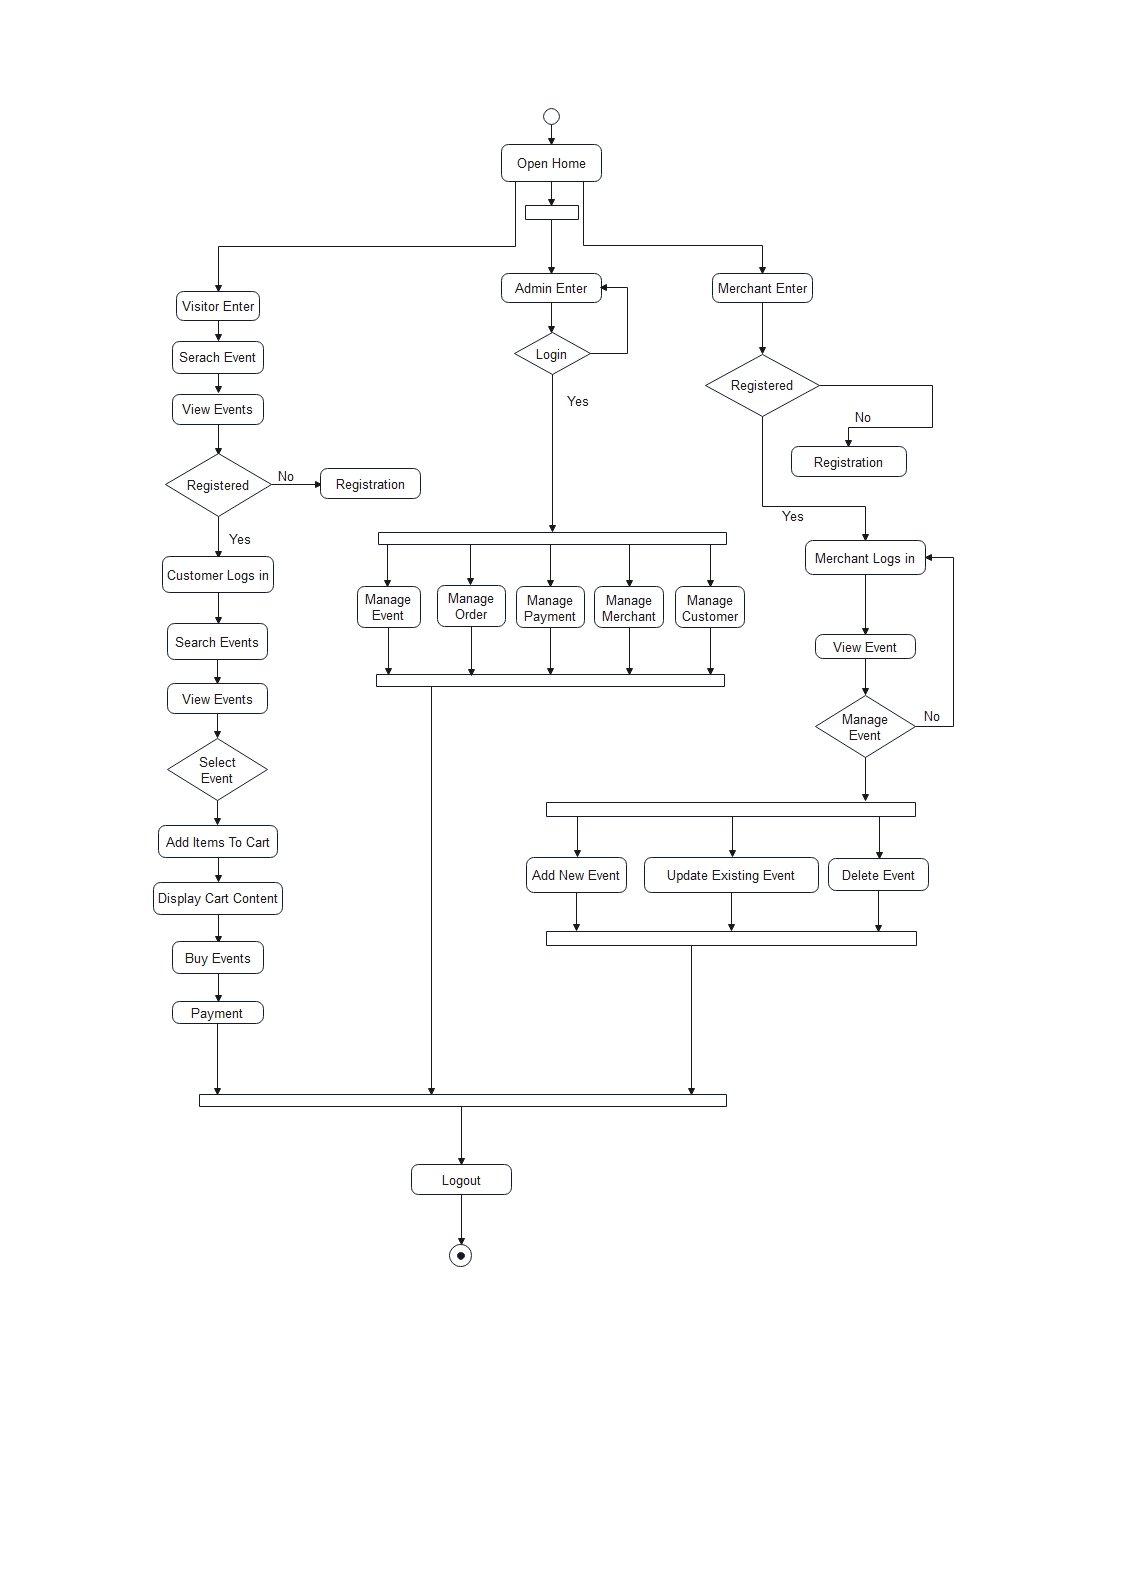 Open Home
Admin Enter
Merchant Enter
Visitor Enter
Serach Event
Login
View Events
Yes
Registered
No
Registration
Registered
No
Registration
Yes
Yes
Customer Logs in
Merchant Logs in
Manage
Event
Manage
Order
Manage
Payment
Manage
Merchant
Manage
Customer
Search Events
View Event
View Events
Manage
Event
No
Select
Event
Add Items To Cart
Add New Event
Update Existing Event
Delete Event
Display Cart Content
Buy Events
Payment
Logout